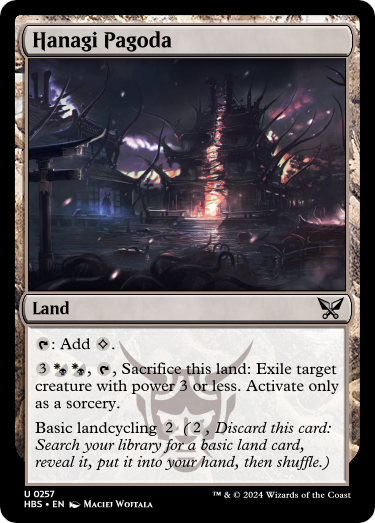 Hanagi Pagoda
Land
: Add .
3 , , Sacrifice this land: Exile target
creature with power 3 or less. Activate only
as a sorcery.
Basic landcycling 2 (2, Discard this card:
Search your library for a basic land card,
reveal it, put it into your hand, then shuffle.)
U 0257
HBS • EN Maciej Wojtala
™ & © 2024 Wizards of the Coast